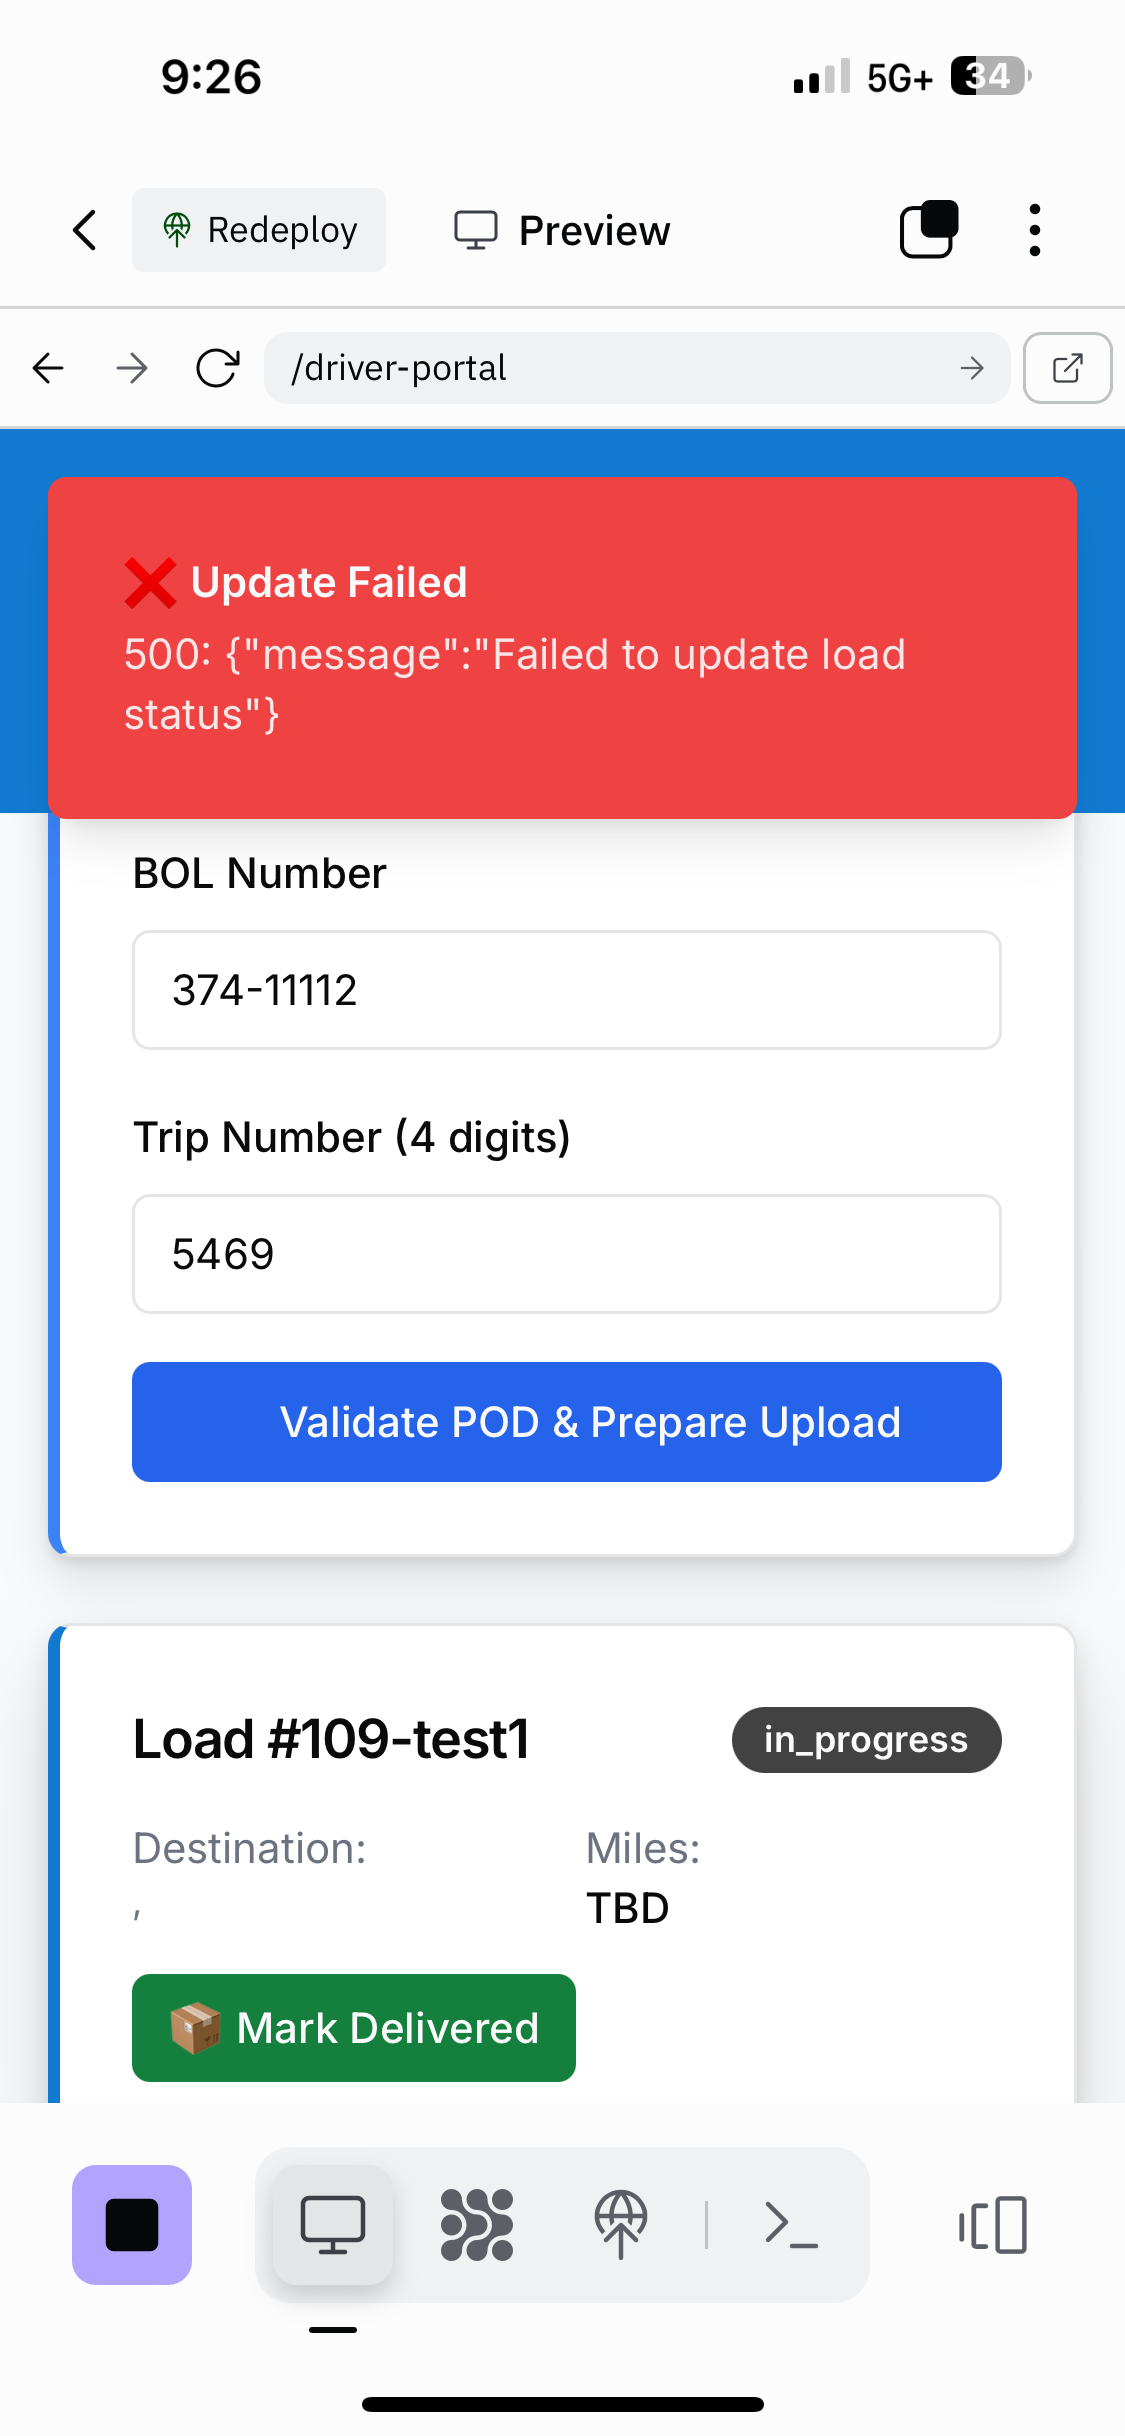 9:26
5G+
34
Redeploy
Preview
/driver-portal
❌ Update Failed
500: {"message":"Failed to update load
status"}
BOL Number
374-11112
Trip Number (4 digits)
5469
Validate POD & Prepare Upload
Load #109-test1
in_progress
Destination:
Miles:
,
TBD
📦 Mark Delivered